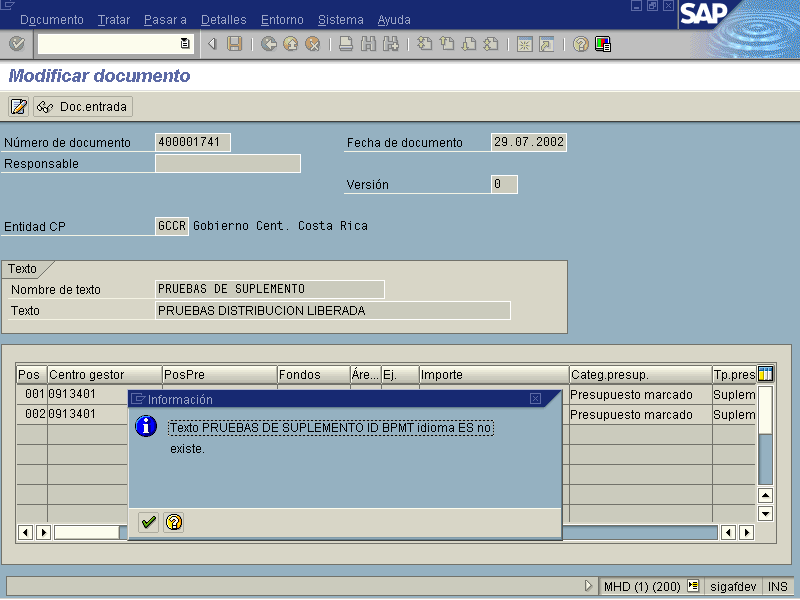 Documento Tratar Pasar a Detalles Entorno Sistema Ayuda
SAP
Modificar documento
Doc.entrada
Número de documento 400001741 Fecha de documento 29.07.2002
Responsable
Versión 0
Entidad CP GCCR Gobierno Cent. Costa Rica
Texto
Nombre de texto PRUEBAS DE SUPLEMENTO
Texto PRUEBAS DISTRIBUCION LIBERADA
Pos Centro gestor PosPre Fondos Áre... Ej. Importe Categ.presup. Tp.pres
001 0913401 Presupuesto marcado Suplem
002 0913401 Presupuesto marcado Suplem
Información
Texto PRUEBAS DE SUPLEMENTO ID BPMT idioma ES no
existe.
MHD (1) (200) sigafdev INS